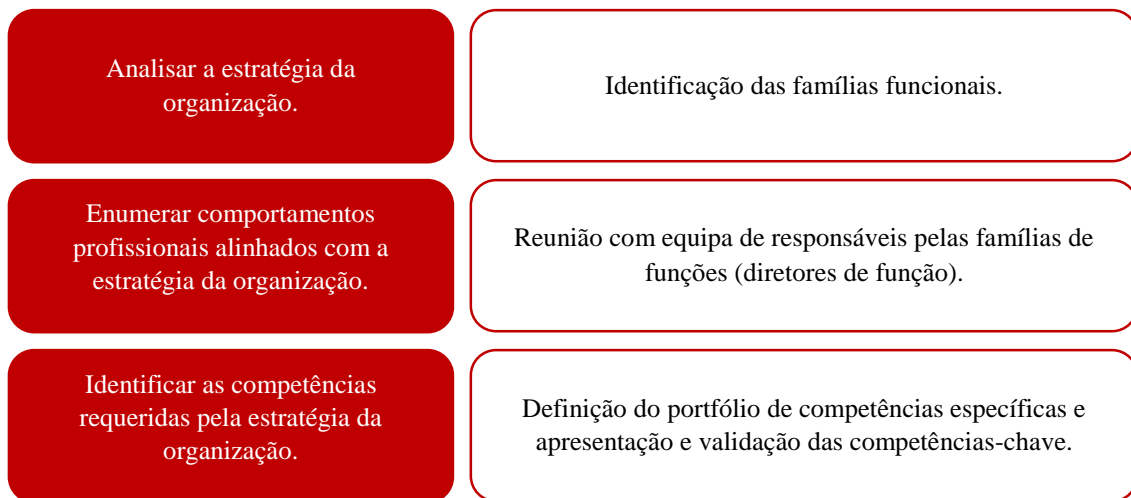 Analisar a estratégia da
organização.
Identificação das famílias funcionais.
Enumerar comportamentos
profissionais alinhados com a
estratégia da organização.
Reunião com equipa de responsáveis pelas famílias de
funções (diretores de função).
Identificar as competências
requeridas pela estratégia da
organização.
Definição do portfólio de competências específicas e
apresentação e validação das competências-chave.